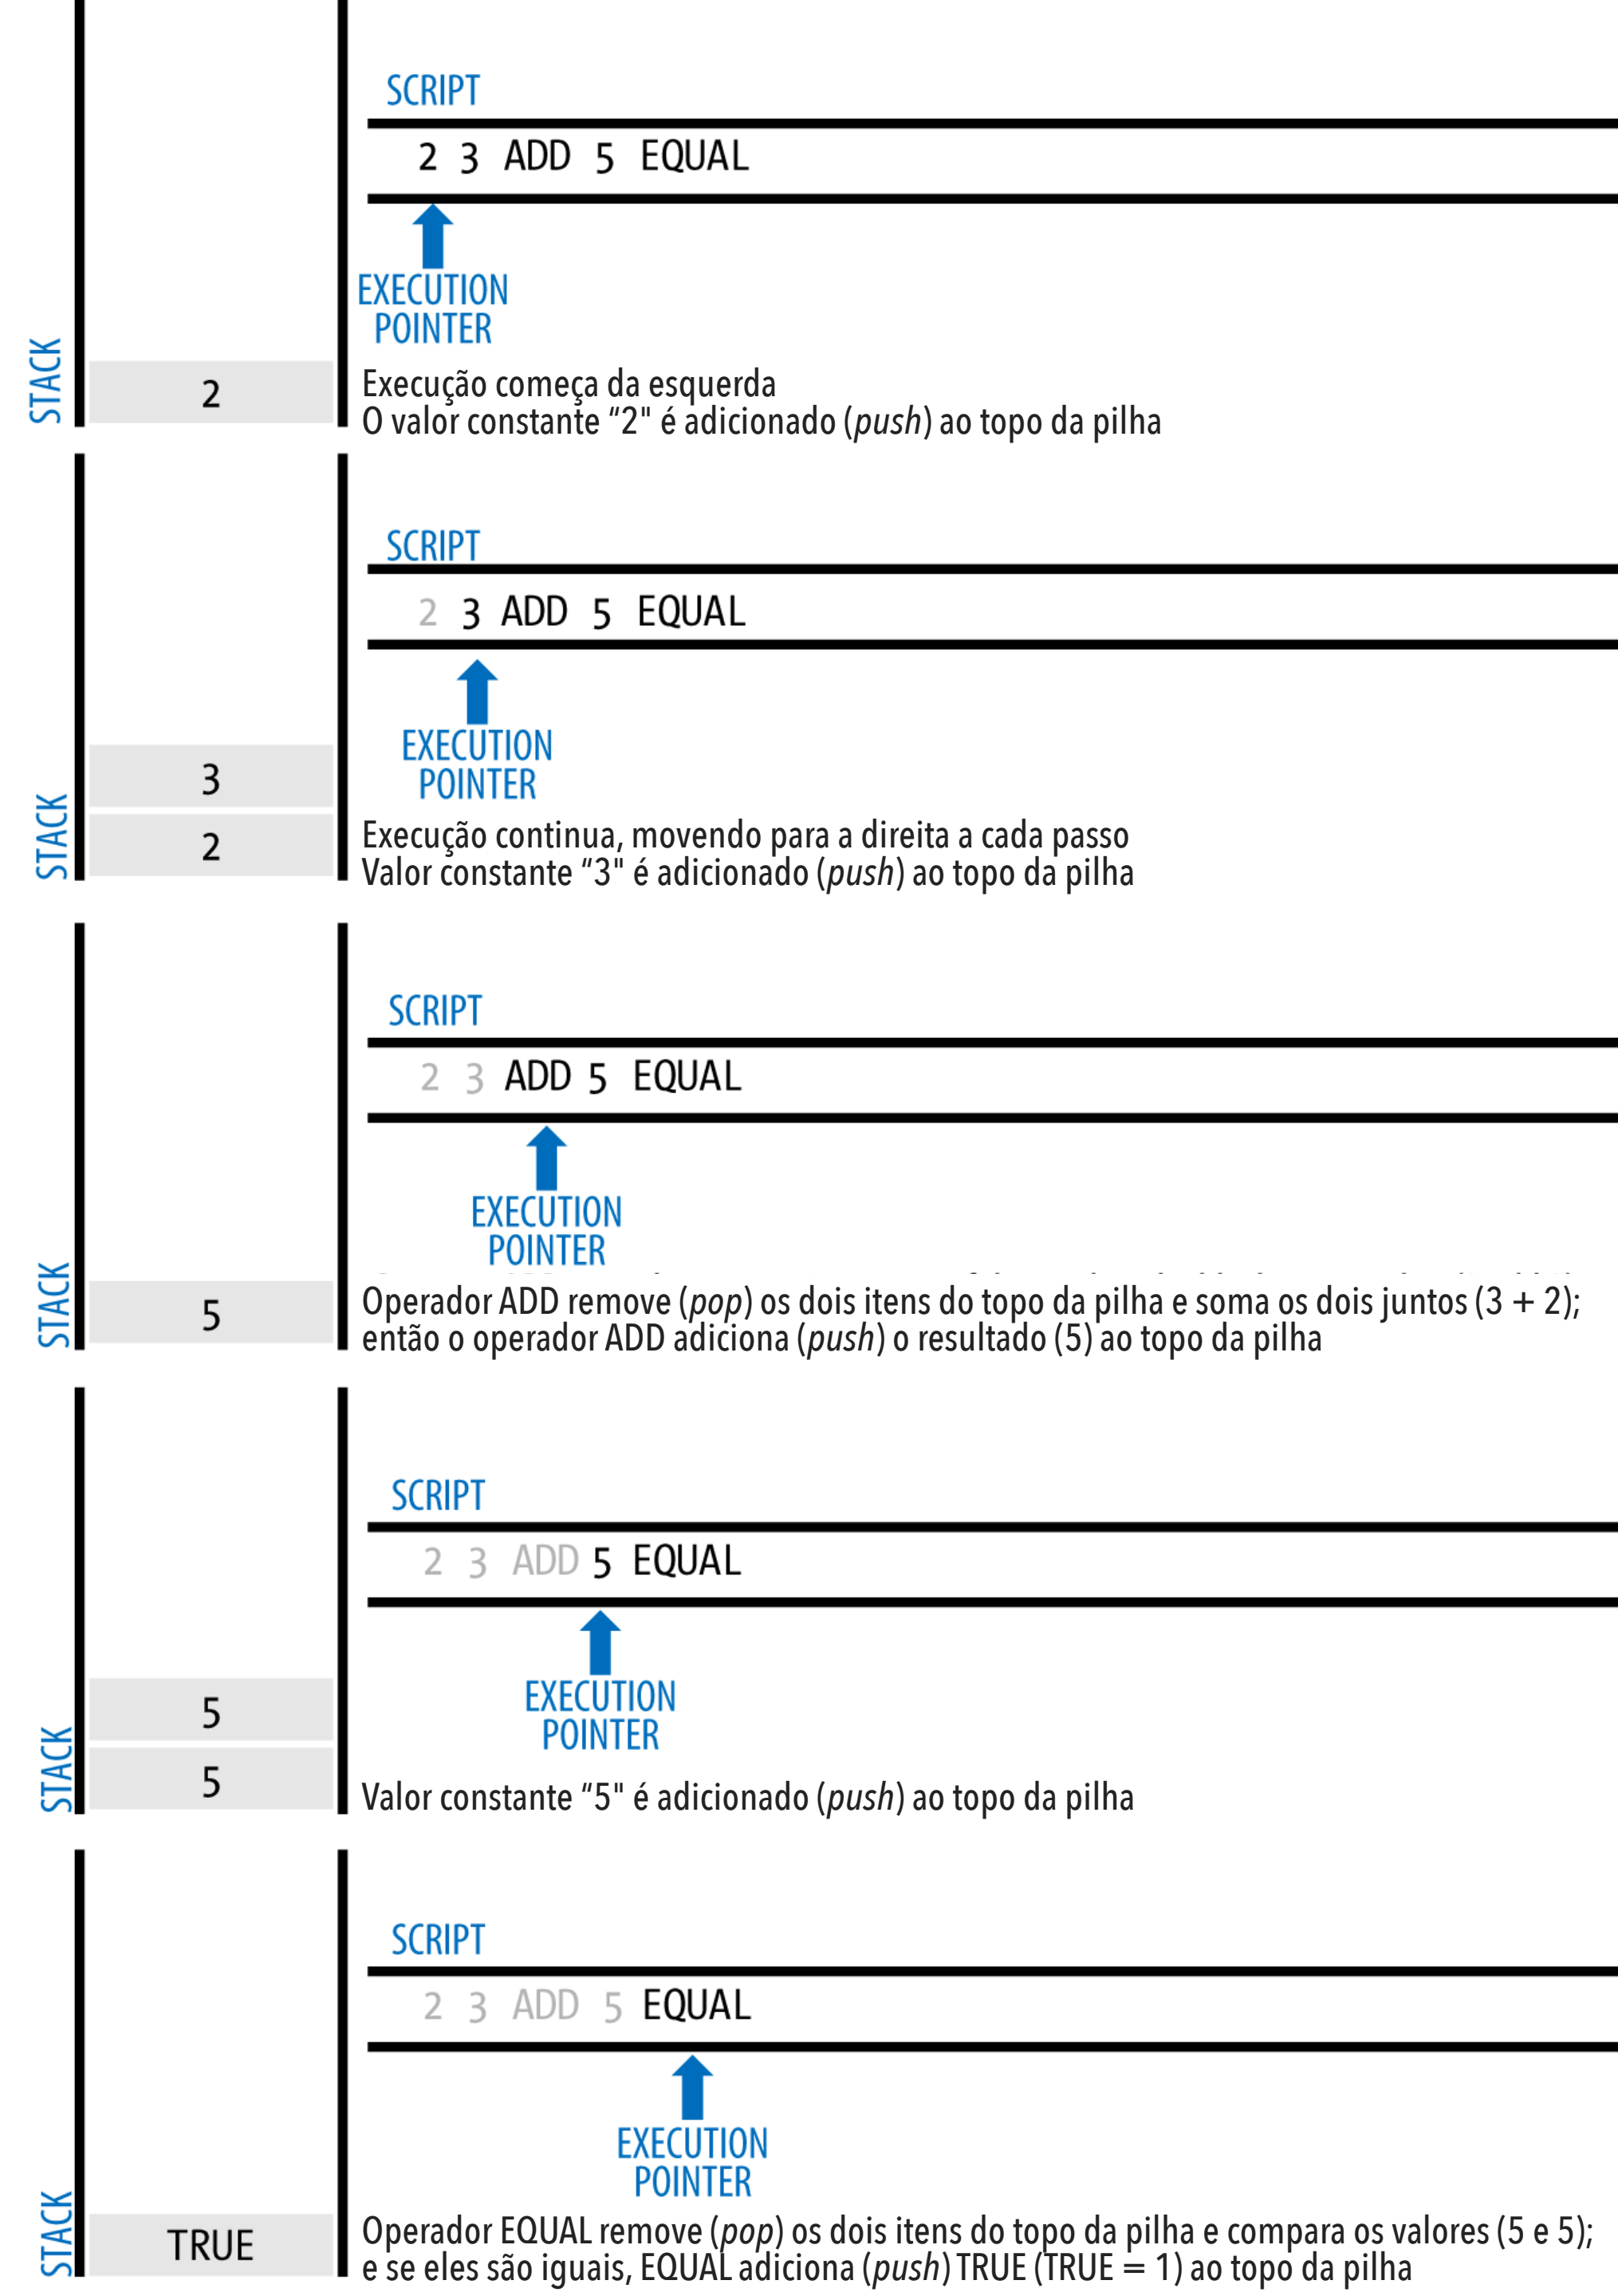 SCRIPT
2 3 ADD 5 EQUAL
EXECUTION
POINTER
STACK
2
Execução começa da esquerda
O valor constante “2" é adicionado (push) ao topo da pilha
SCRIPT
2 3 ADD 5 EQUAL
EXECUTION
POINTER
STACK
3
2
Execução continua, movendo para a direita a cada passo
Valor constante “3" é adicionado (push) ao topo da pilha
SCRIPT
2 3 ADD 5 EQUAL
EXECUTION
POINTER
STACK
5
Operador ADD remove (pop) os dois itens do topo da pilha e soma os dois juntos (3 + 2);
então o operador ADD adiciona (push) o resultado (5) ao topo da pilha
SCRIPT
2 3 ADD 5 EQUAL
EXECUTION
POINTER
STACK
5
5
Valor constante “5" é adicionado (push) ao topo da pilha
SCRIPT
2 3 ADD 5 EQUAL
EXECUTION
POINTER
STACK
TRUE
Operador EQUAL remove (pop) os dois itens do topo da pilha e compara os valores (5 e 5);
e se eles são iguais, EQUAL adiciona (push) TRUE (TRUE = 1) ao topo da pilha